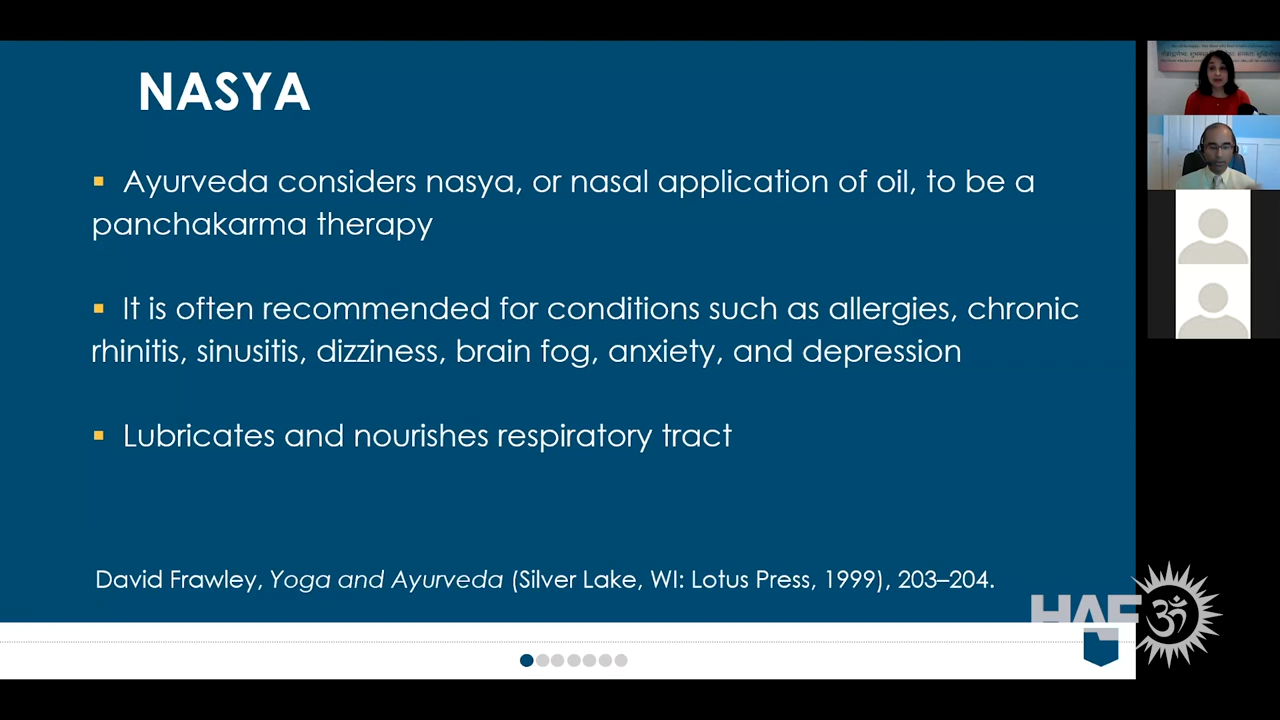 NASYA
▪ Ayurveda considers nasya, or nasal application of oil, to be a
panchakarma therapy
▪ It is often recommended for conditions such as allergies, chronic
rhinitis, sinusitis, dizziness, brain fog, anxiety, and depression
▪ Lubricates and nourishes respiratory tract
David Frawley, Yoga and Ayurveda (Silver Lake, WI: Lotus Press, 1999), 203–204.
HAF
ॐ